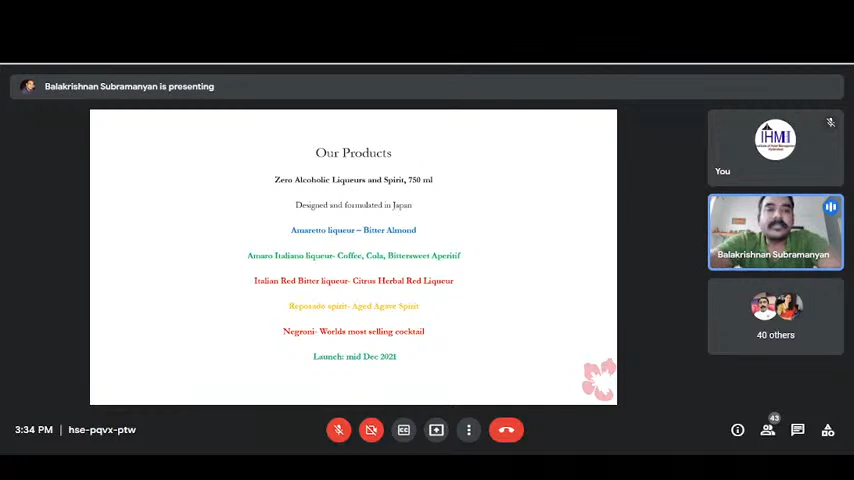 Balakrishnan Subramanyan is presenting
Our Products
Zero Alcoholic Liqueurs and Spirit, 750 ml
Designed and formulated in Japan
Amaretto liqueur – Bitter Almond
Amaro Italiano liqueur- Coffee, Cola, Bittersweet Aperitif
Italian Red Bitter liqueur- Citrus Herbal Red Liqueur
Reposado spirit- Aged Agave Spirit
Negroni- Worlds most selling cocktail
Launch: mid Dec 2021
IHM
You
Balakrishnan Subramanyan
40 others
3:34 PM | hse-pqvx-ptw
43